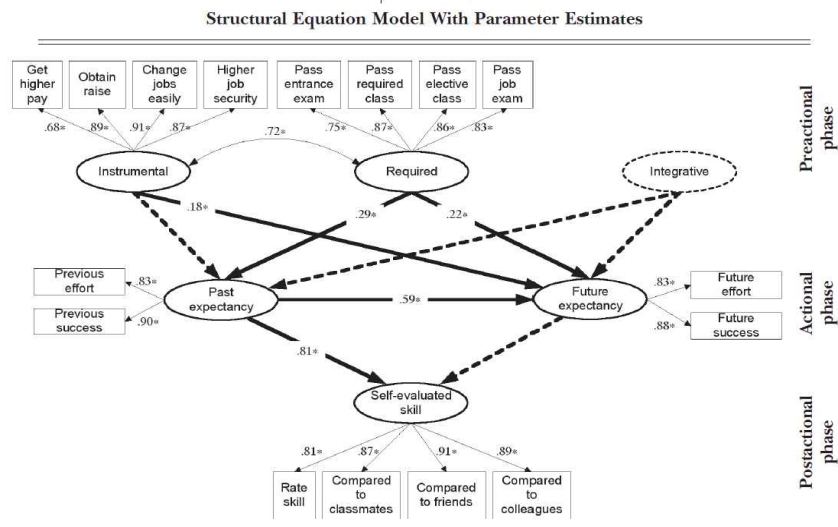 Structural Equation Model With Parameter Estimates
Get
higher
pay
Obtain
raise
Change
jobs
easily
Higher
job
security
Pass
entrance
exam
Pass
required
class
Pass
elective
class
Pass
job
exam
Preactional
phase
.68*
.89*
.91*
.87*
.75*
.87*
.86*
.83*
.72*
Instrumental
Required
Integrative
.18*
.29*
.22*
Previous
effort
Previous
success
.83*
.90*
Past
expectancy
.59*
Future
expectancy
.83*
.88*
Future
effort
Future
success
Actional
phase
.81*
Self-evaluated
skill
.81*
.87*
.91*
.89*
Rate
skill
Compared
to
classmates
Compared
to friends
Compared
to
colleagues
Postactional
phase